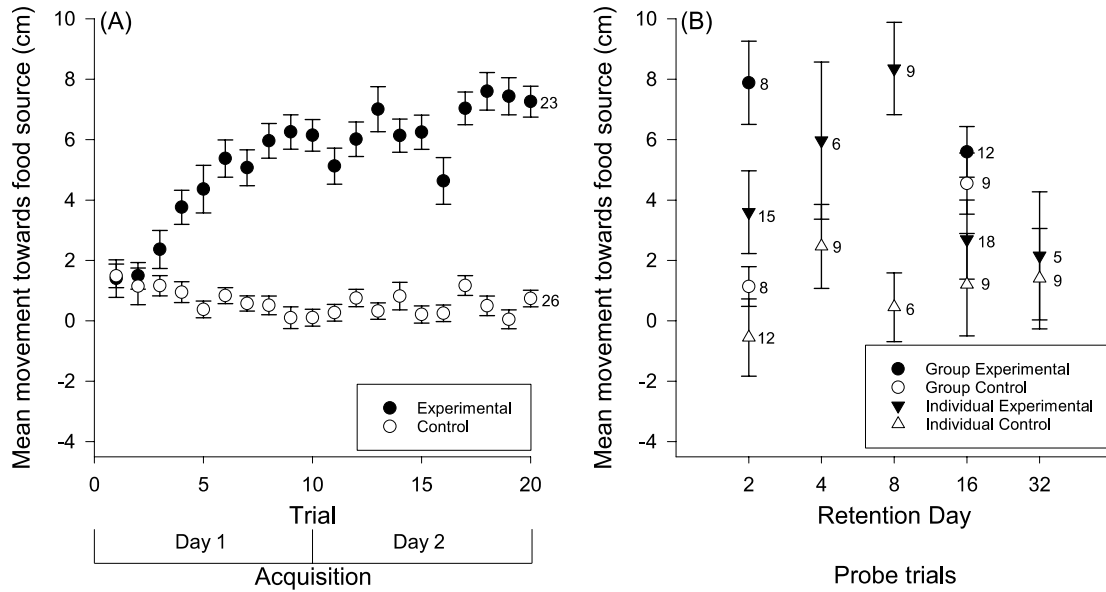 (A)
Mean movement towards food source (cm)
10
8
6
4
2
0
-2
-4
23
26
Experimental
Control
0 5 10 15 20
Trial
Day 1 Day 2
Acquisition
(B)
Mean movement towards food source (cm)
10
8
6
4
2
0
-2
-4
8
15
8
12
6
9
9
6
12
9
18
9
5
9
Group Experimental
Group Control
Individual Experimental
Individual Control
2 4 8 16 32
Retention Day
Probe trials